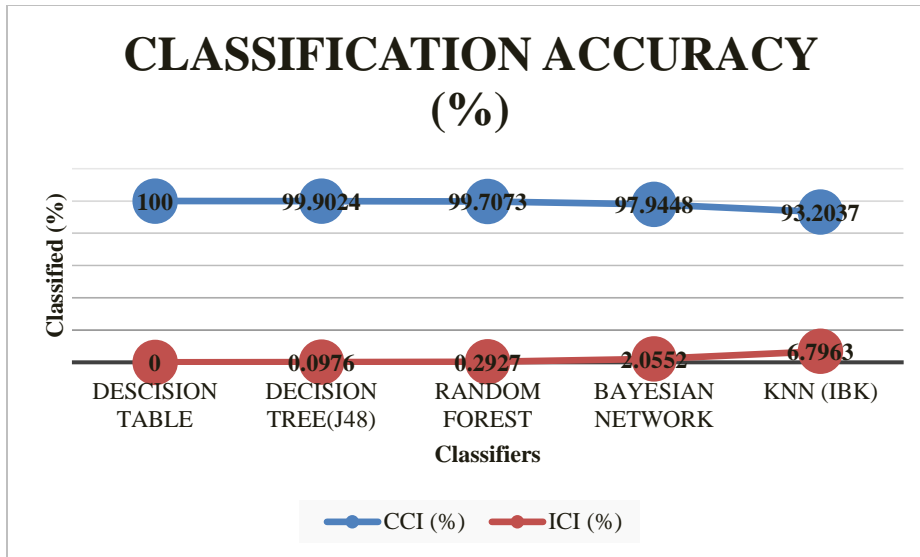 CLASSIFICATION ACCURACY
(%)
Classified (%)
100 99.9024 99.7073 97.9448 93.2037
0 0.0976 0.2927 2.0552 6.7963
DESCISION TABLE
DECISION TREE(J48)
RANDOM FOREST
BAYESIAN NETWORK
KNN (IBK)
Classifiers
CCI (%) ICI (%)